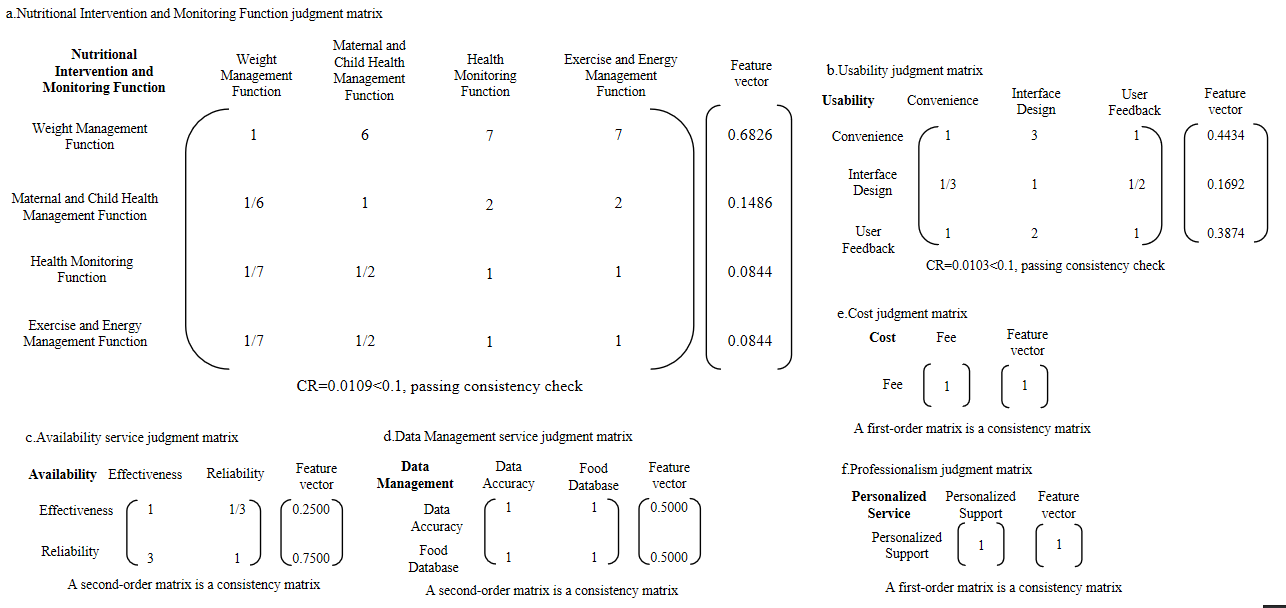 a.Nutritional Intervention and Monitoring Function judgment matrix
Nutritional
Intervention and
Monitoring Function
Weight
Management
Function
Maternal and
Child Health
Management
Function
Health
Monitoring
Function
Exercise and Energy
Management
Function
Feature
vector
Weight Management
Function
1 6 7 7 0.6826
Maternal and Child Health
Management Function
1/6 1 2 2 0.1486
Health Monitoring
Function
1/7 1/2 1 1 0.0844
Exercise and Energy
Management Function
1/7 1/2 1 1 0.0844
CR=0.0109<0.1, passing consistency check
b.Usability judgment matrix
Usability Convenience
Interface
Design
User
Feedback
Feature
vector
Convenience 1 3 1 0.4434
Interface
Design
1/3 1 1/2 0.1692
User
Feedback
1 2 1 0.3874
CR=0.0103<0.1, passing consistency check
e.Cost judgment matrix
Cost Fee
Feature
vector
Fee 1 1
A first-order matrix is a consistency matrix
c.Availability service judgment matrix
Availability Effectiveness Reliability
Feature
vector
Effectiveness 1 1/3 0.2500
Reliability 3 1 0.7500
A second-order matrix is a consistency matrix
d.Data Management service judgment matrix
Data
Management
Data
Accuracy
Food
Database
Feature
vector
Data
Accuracy
1 1 0.5000
Food
Database
1 1 0.5000
A second-order matrix is a consistency matrix
f.Professionalism judgment matrix
Personalized
Service
Personalized
Support
Feature
vector
Personalized
Support
1 1
A first-order matrix is a consistency matrix